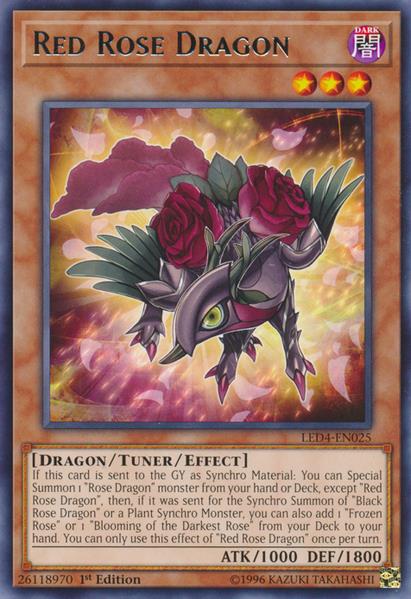 RED ROSE DRAGON
DARK
闇
LED4-EN025
[DRAGON/TUNER/EFFECT]
If this card is sent to the GY as Synchro Material: You can Special
Summon 1 "Rose Dragon" monster from your hand or Deck, except "Red
Rose Dragon", then, if it was sent for the Synchro Summon of "Black
Rose Dragon" or a Plant Synchro Monster, you can also add 1 "Frozen
Rose" or 1 "Blooming of the Darkest Rose" from your Deck to your
hand. You can only use this effect of "Red Rose Dragon" once per turn.
ATK/1000 DEF/1800
26118970 1st Edition ©1996 KAZUKI TAKAHASHI